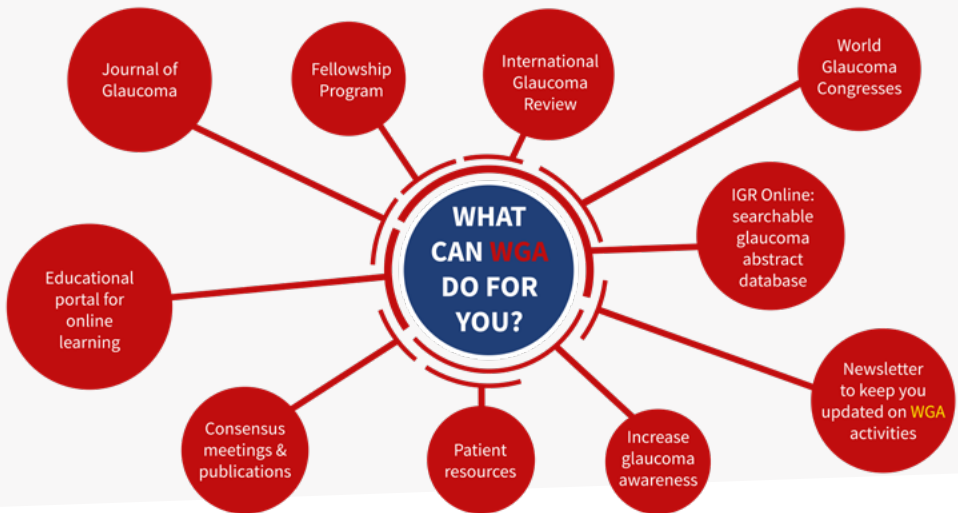 Journal of
Glaucoma
Fellowship
Program
International
Glaucoma
Review
World
Glaucoma
Congresses
WHAT
CAN WGA
DO FOR
YOU?
IGR Online:
searchable
glaucoma
abstract
database
Educational
portal for
online
learning
Newsletter
to keep you
updated on WGA
activities
Consensus
meetings &
publications
Patient
resources
Increase
glaucoma
awareness